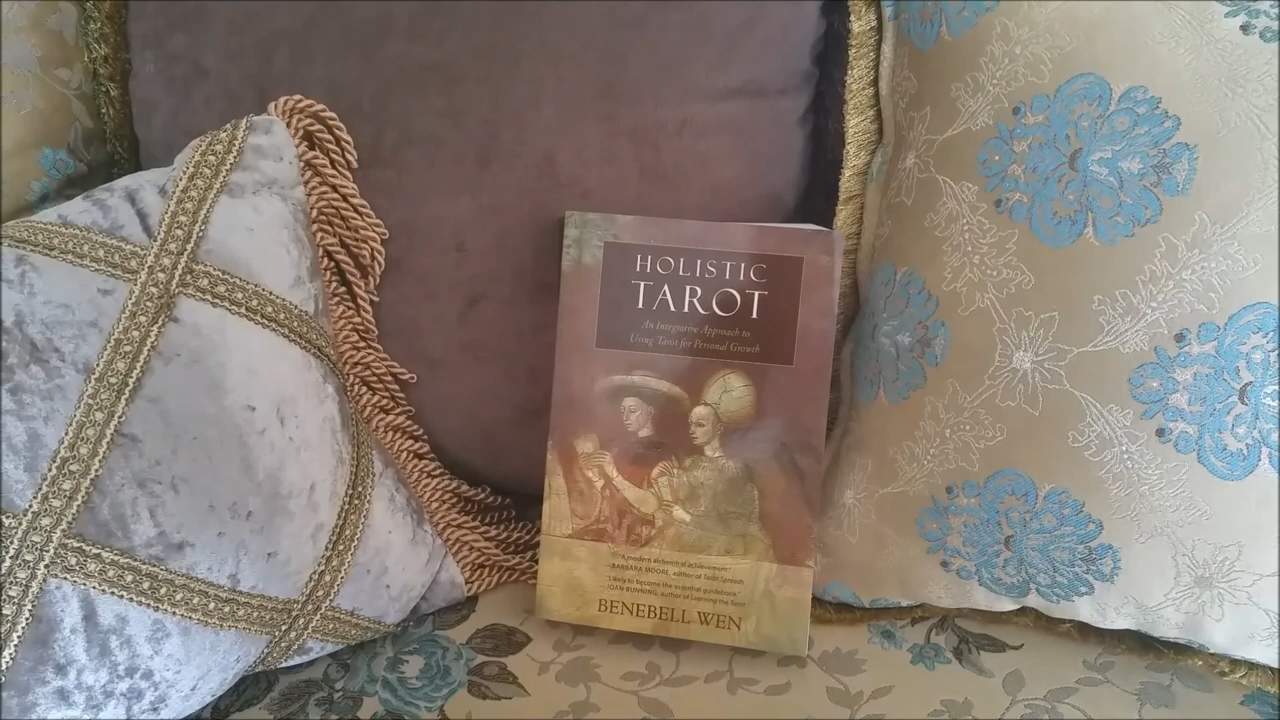 HOLISTIC
TAROT
An Integrative Approach to
Using Tarot for Personal Growth
"A modern alchemical achievement."
—BARBARA MOORE, author of Tarot Spreads
"Likely to become the essential guidebook."
—JOAN BUNNING, author of Learning the Tarot
BENEBELL WEN